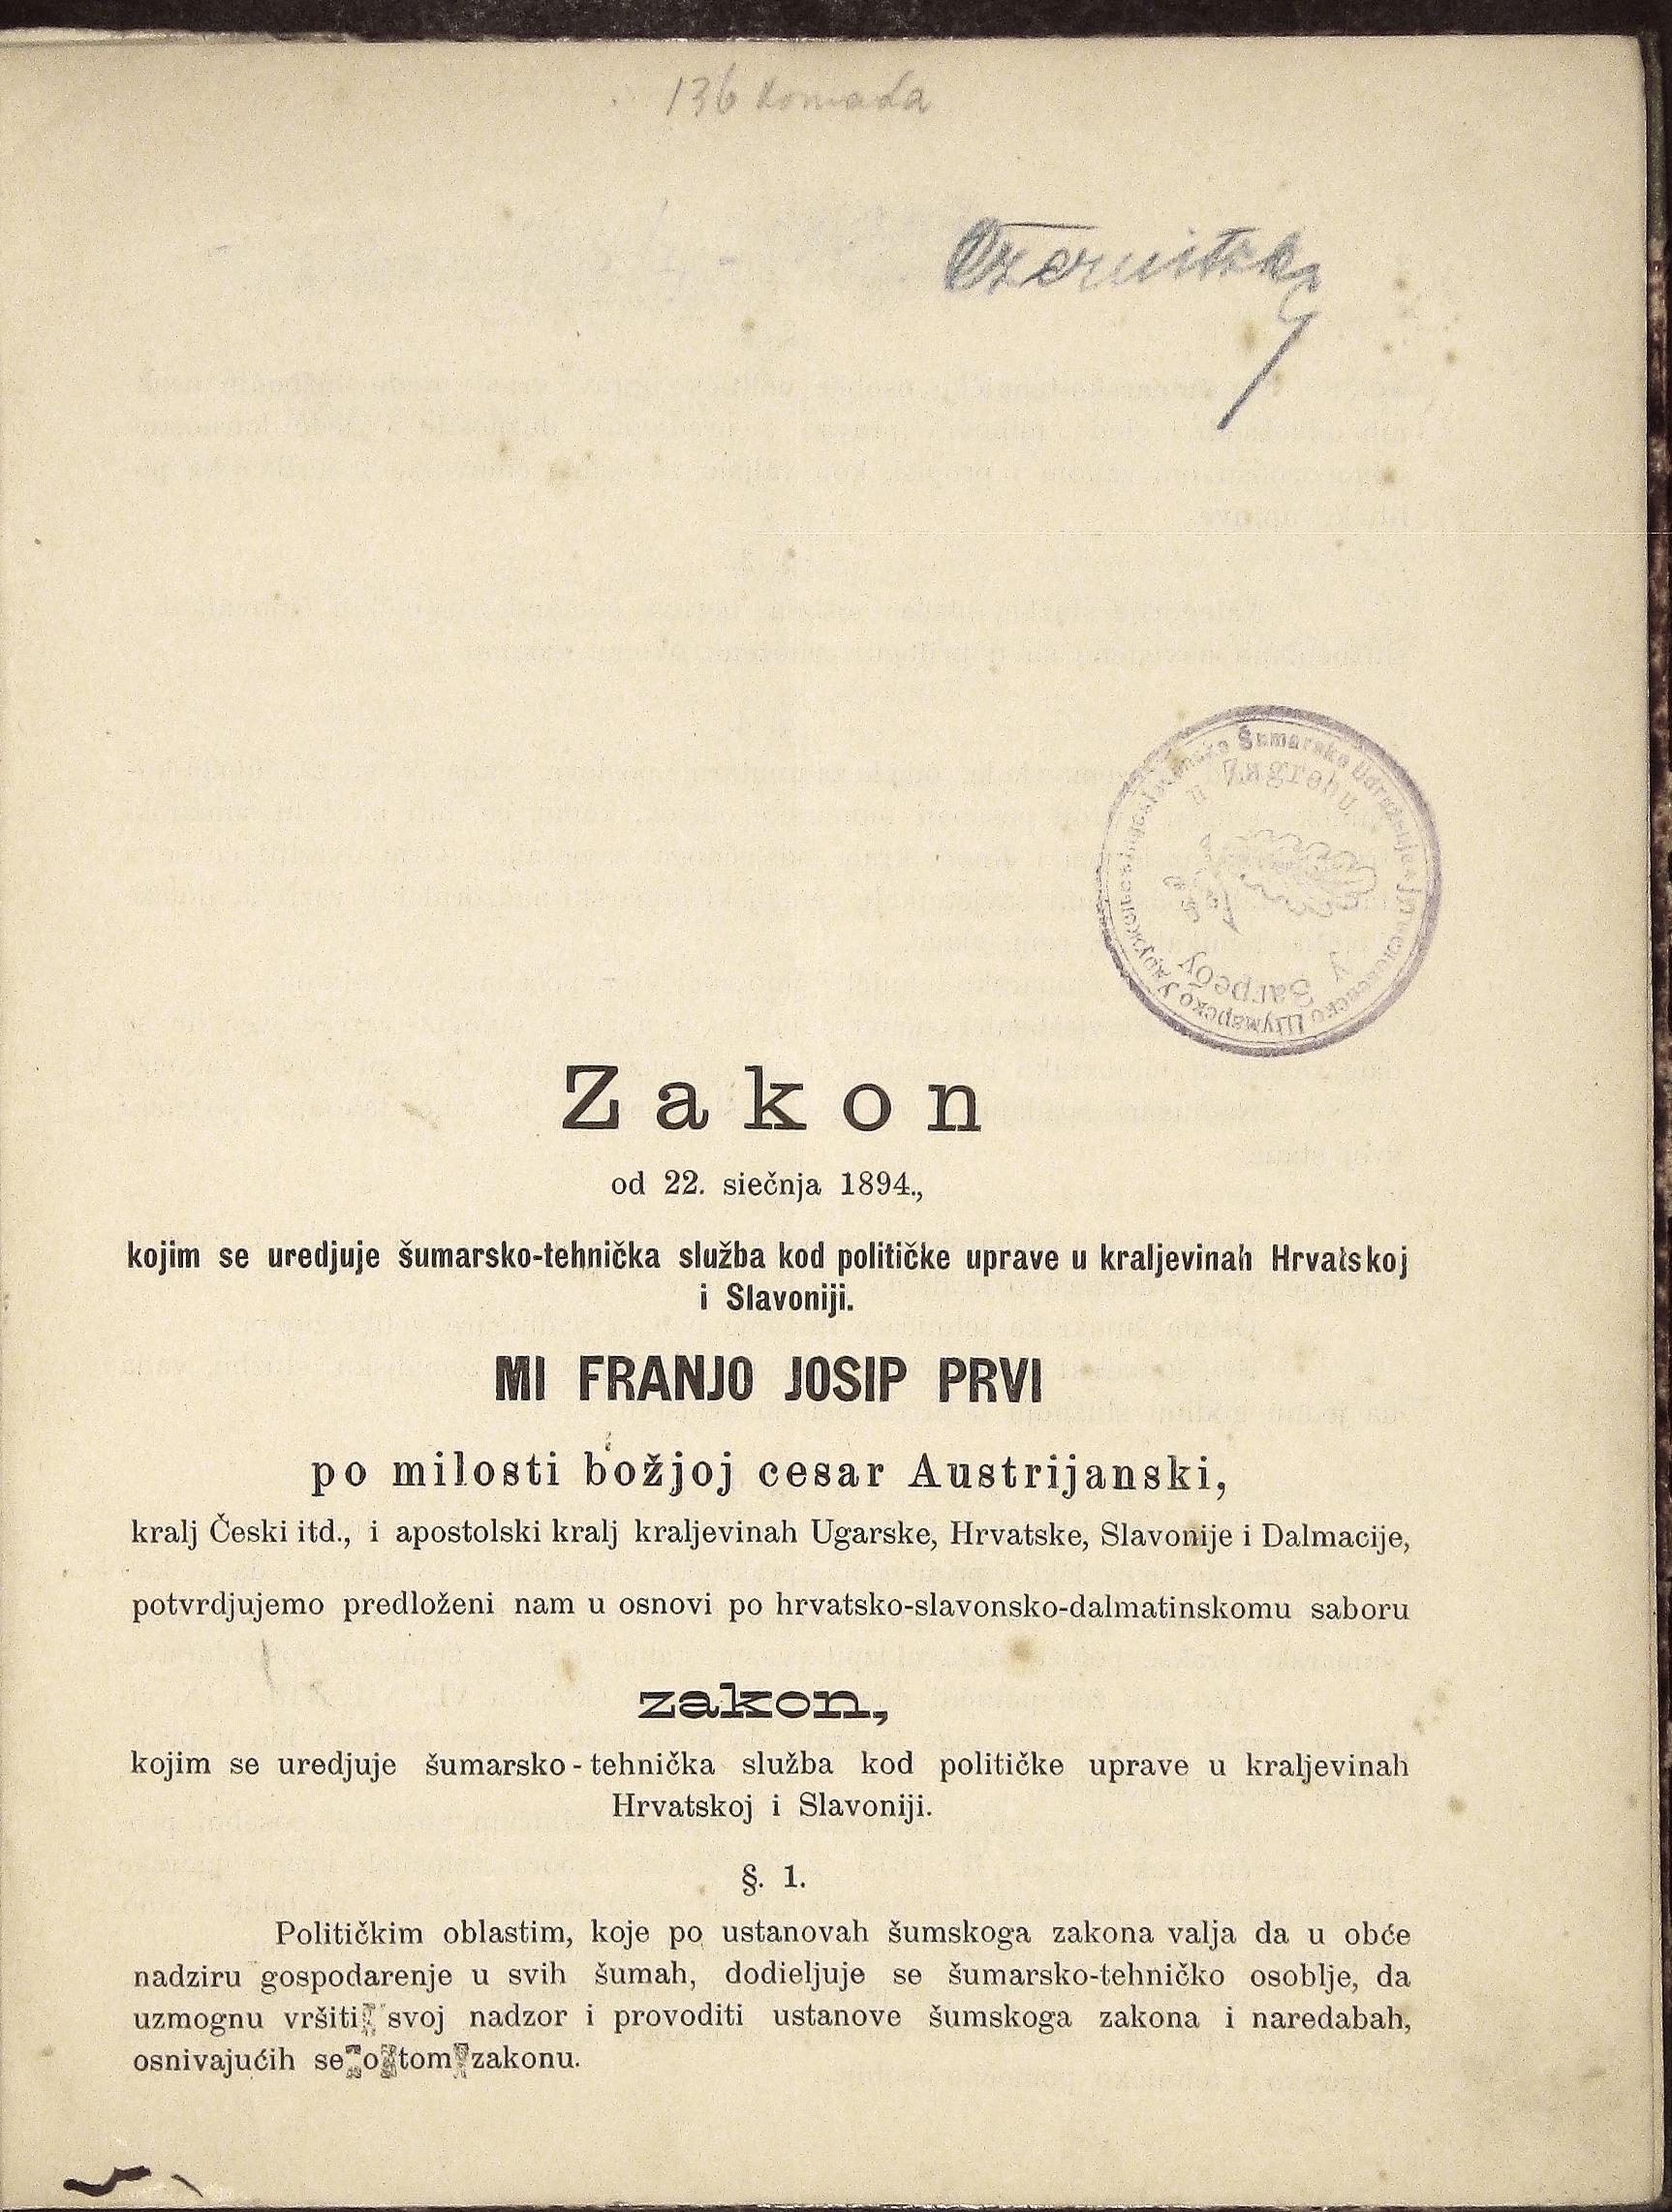 136 komada
u Zagrebu
у Загребу
Zakon
od 22. siečnja 1894.,
kojim se uredjuje šumarsko-tehnička služba kod političke uprave u kraljevinah Hrvatskoj
i Slavoniji.
MI FRANJO JOSIP PRVI
po milosti božjoj cesar Austrijanski,
kralj Česki itd., i apostolski kralj kraljevinah Ugarske, Hrvatske, Slavonije i Dalmacije,
potvrdjujemo predloženi nam u osnovi po hrvatsko-slavonsko-dalmatinskomu saboru
zakon,
kojim se uredjuje šumarsko-tehnička služba kod političke uprave u kraljevinah
Hrvatskoj i Slavoniji.
§. 1.
Političkim oblastim, koje po ustanovah šumskoga zakona valja da u obće
nadziru gospodarenje u svih šumah, dodieljuje se šumarsko-tehničko osoblje, da
uzmognu vršiti svoj nadzor i provoditi ustanove šumskoga zakona i naredabah,
osnivajućih se o tom zakonu.